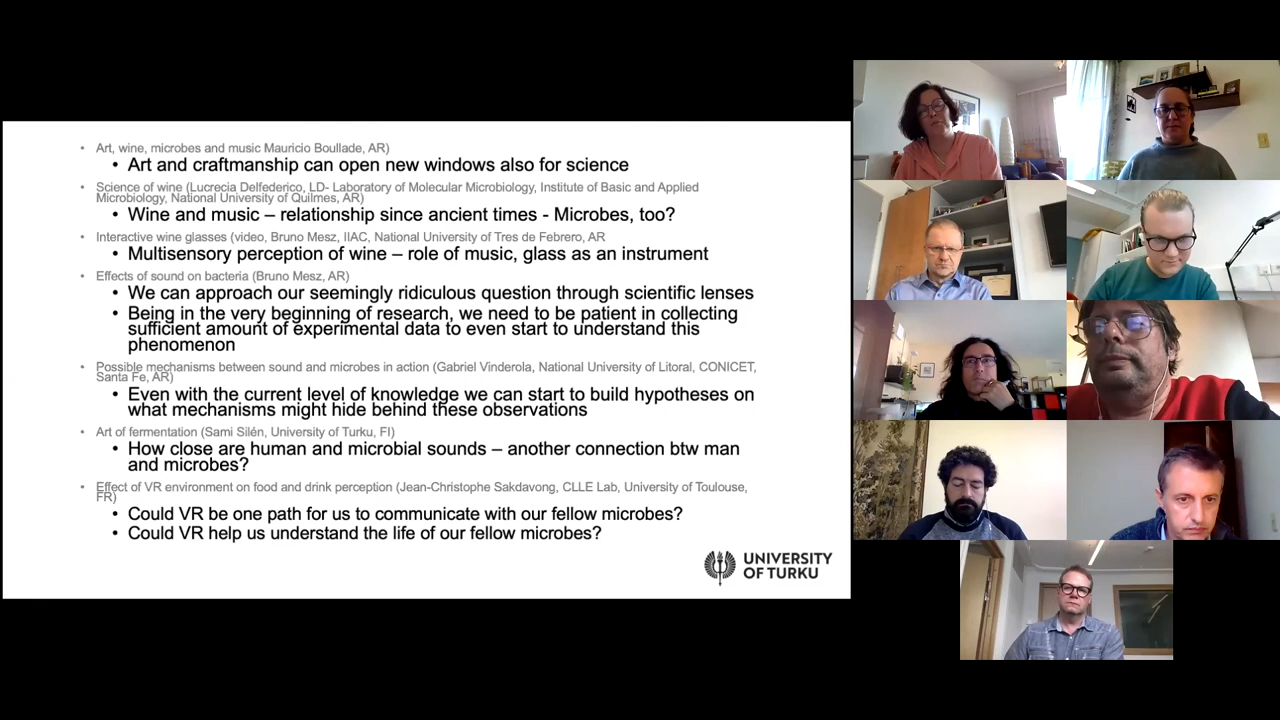 • Art, wine, microbes and music Mauricio Boullade, AR)
• Art and craftmanship can open new windows also for science
• Science of wine (Lucrecia Delfederico, LD- Laboratory of Molecular Microbiology, Institute of Basic and Applied
Microbiology, National University of Quilmes, AR)
• Wine and music – relationship since ancient times - Microbes, too?
• Interactive wine glasses (video, Bruno Mesz, IIAC, National University of Tres de Febrero, AR
• Multisensory perception of wine – role of music, glass as an instrument
• Effects of sound on bacteria (Bruno Mesz, AR)
• We can approach our seemingly ridiculous question through scientific lenses
• Being in the very beginning of research, we need to be patient in collecting
sufficient amount of experimental data to even start to understand this
phenomenon
• Possible mechanisms between sound and microbes in action (Gabriel Vinderola, National University of Litoral, CONICET,
Santa Fe, AR)
• Even with the current level of knowledge we can start to build hypotheses on
what mechanisms might hide behind these observations
• Art of fermentation (Sami Silén, University of Turku, FI)
• How close are human and microbial sounds – another connection btw man
and microbes?
• Effect of VR environment on food and drink perception (Jean-Christophe Sakdavong, CLLE Lab, University of Toulouse,
FR)
• Could VR be one path for us to communicate with our fellow microbes?
• Could VR help us understand the life of our fellow microbes?
UNIVERSITY
OF TURKU